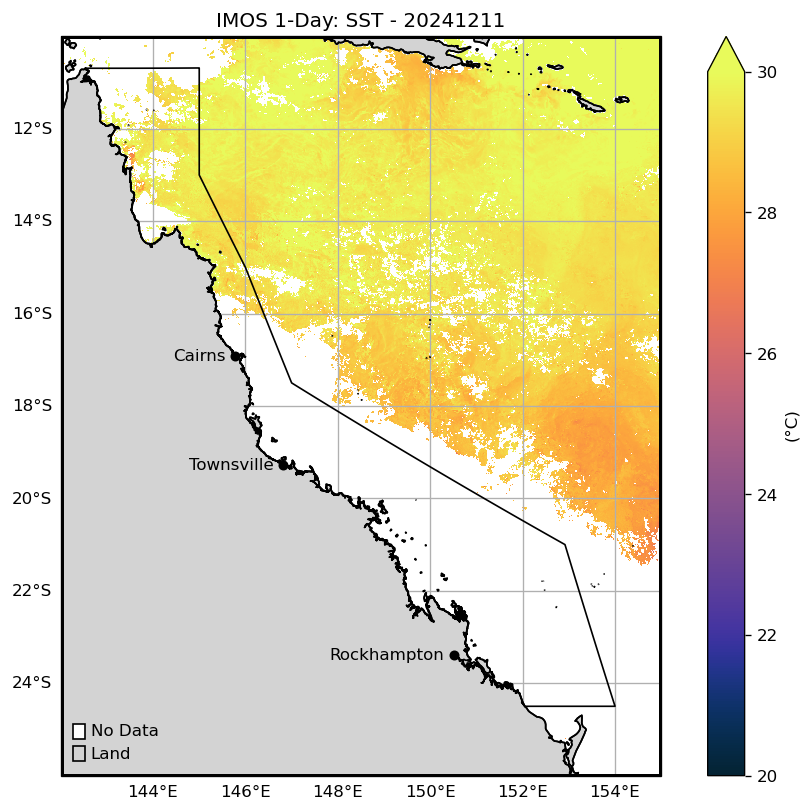 IMOS 1-Day: SST - 20241211
12°S
14°S
16°S
18°S
20°S
22°S
24°S
Cairns
Townsville
Rockhampton
No Data
Land
144°E 146°E 148°E 150°E 152°E 154°E
30
28
26
24
22
20
(°C)